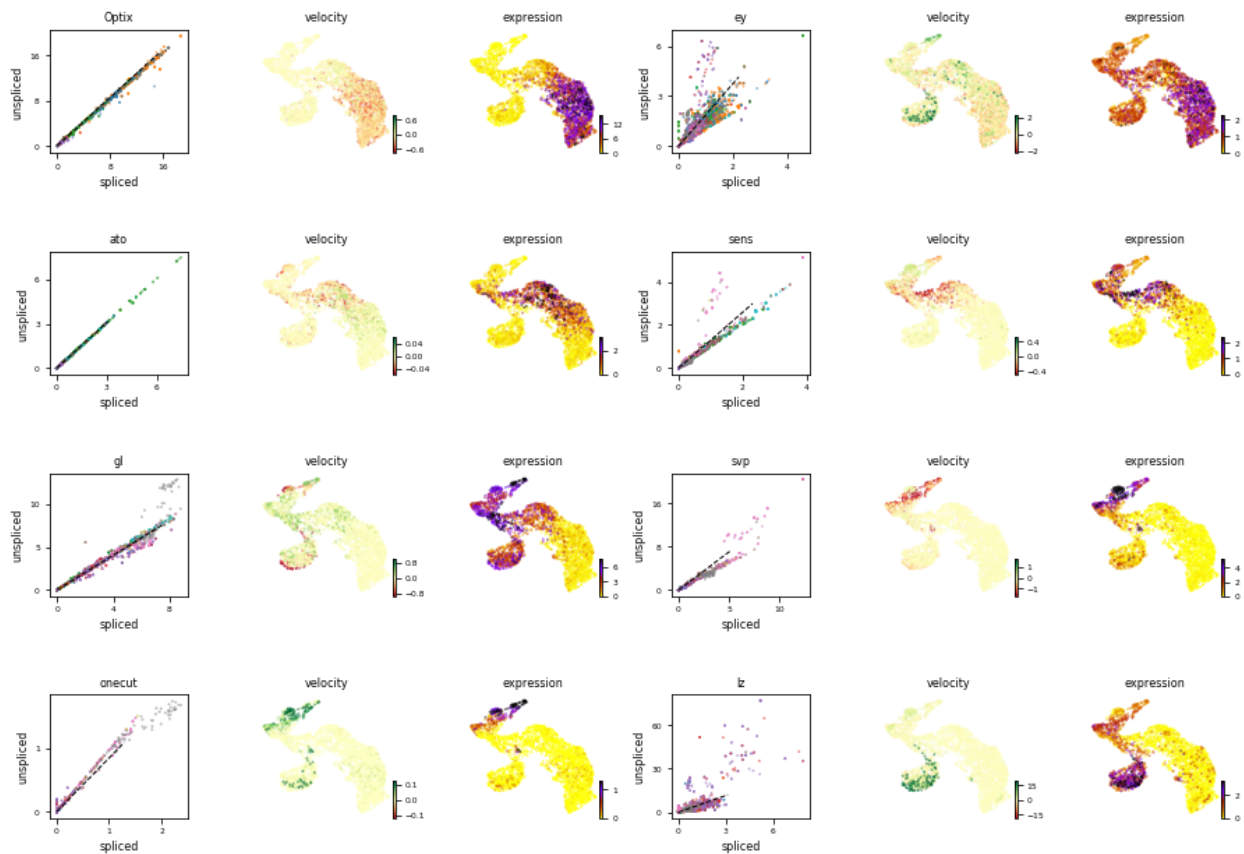 Optix velocity expression ey velocity expression
unspliced 16 8 0 0 8 16 spliced
0.6 0.0 −0.6
12 6 0
unspliced 6 3 0 0 2 4 spliced
2 0 −2
2 1 0
ato velocity expression sens velocity expression
unspliced 6 3 0 0 3 6 spliced
0.04 0.00 −0.04
2 0
unspliced 4 2 0 0 2 4 spliced
0.4 0.0 −0.4
2 1 0
gl velocity expression svp velocity expression
unspliced 10 5 0 0 4 8 spliced
0.8 0.0 −0.8
6 3 0
unspliced 16 8 0 0 5 10 spliced
1 0 −1
4 2 0
onecut velocity expression lz velocity expression
unspliced 1 0 0 1 2 spliced
0.1 0.0 −0.1
1 0
unspliced 60 30 0 0 3 6 spliced
15 0 −15
2 0